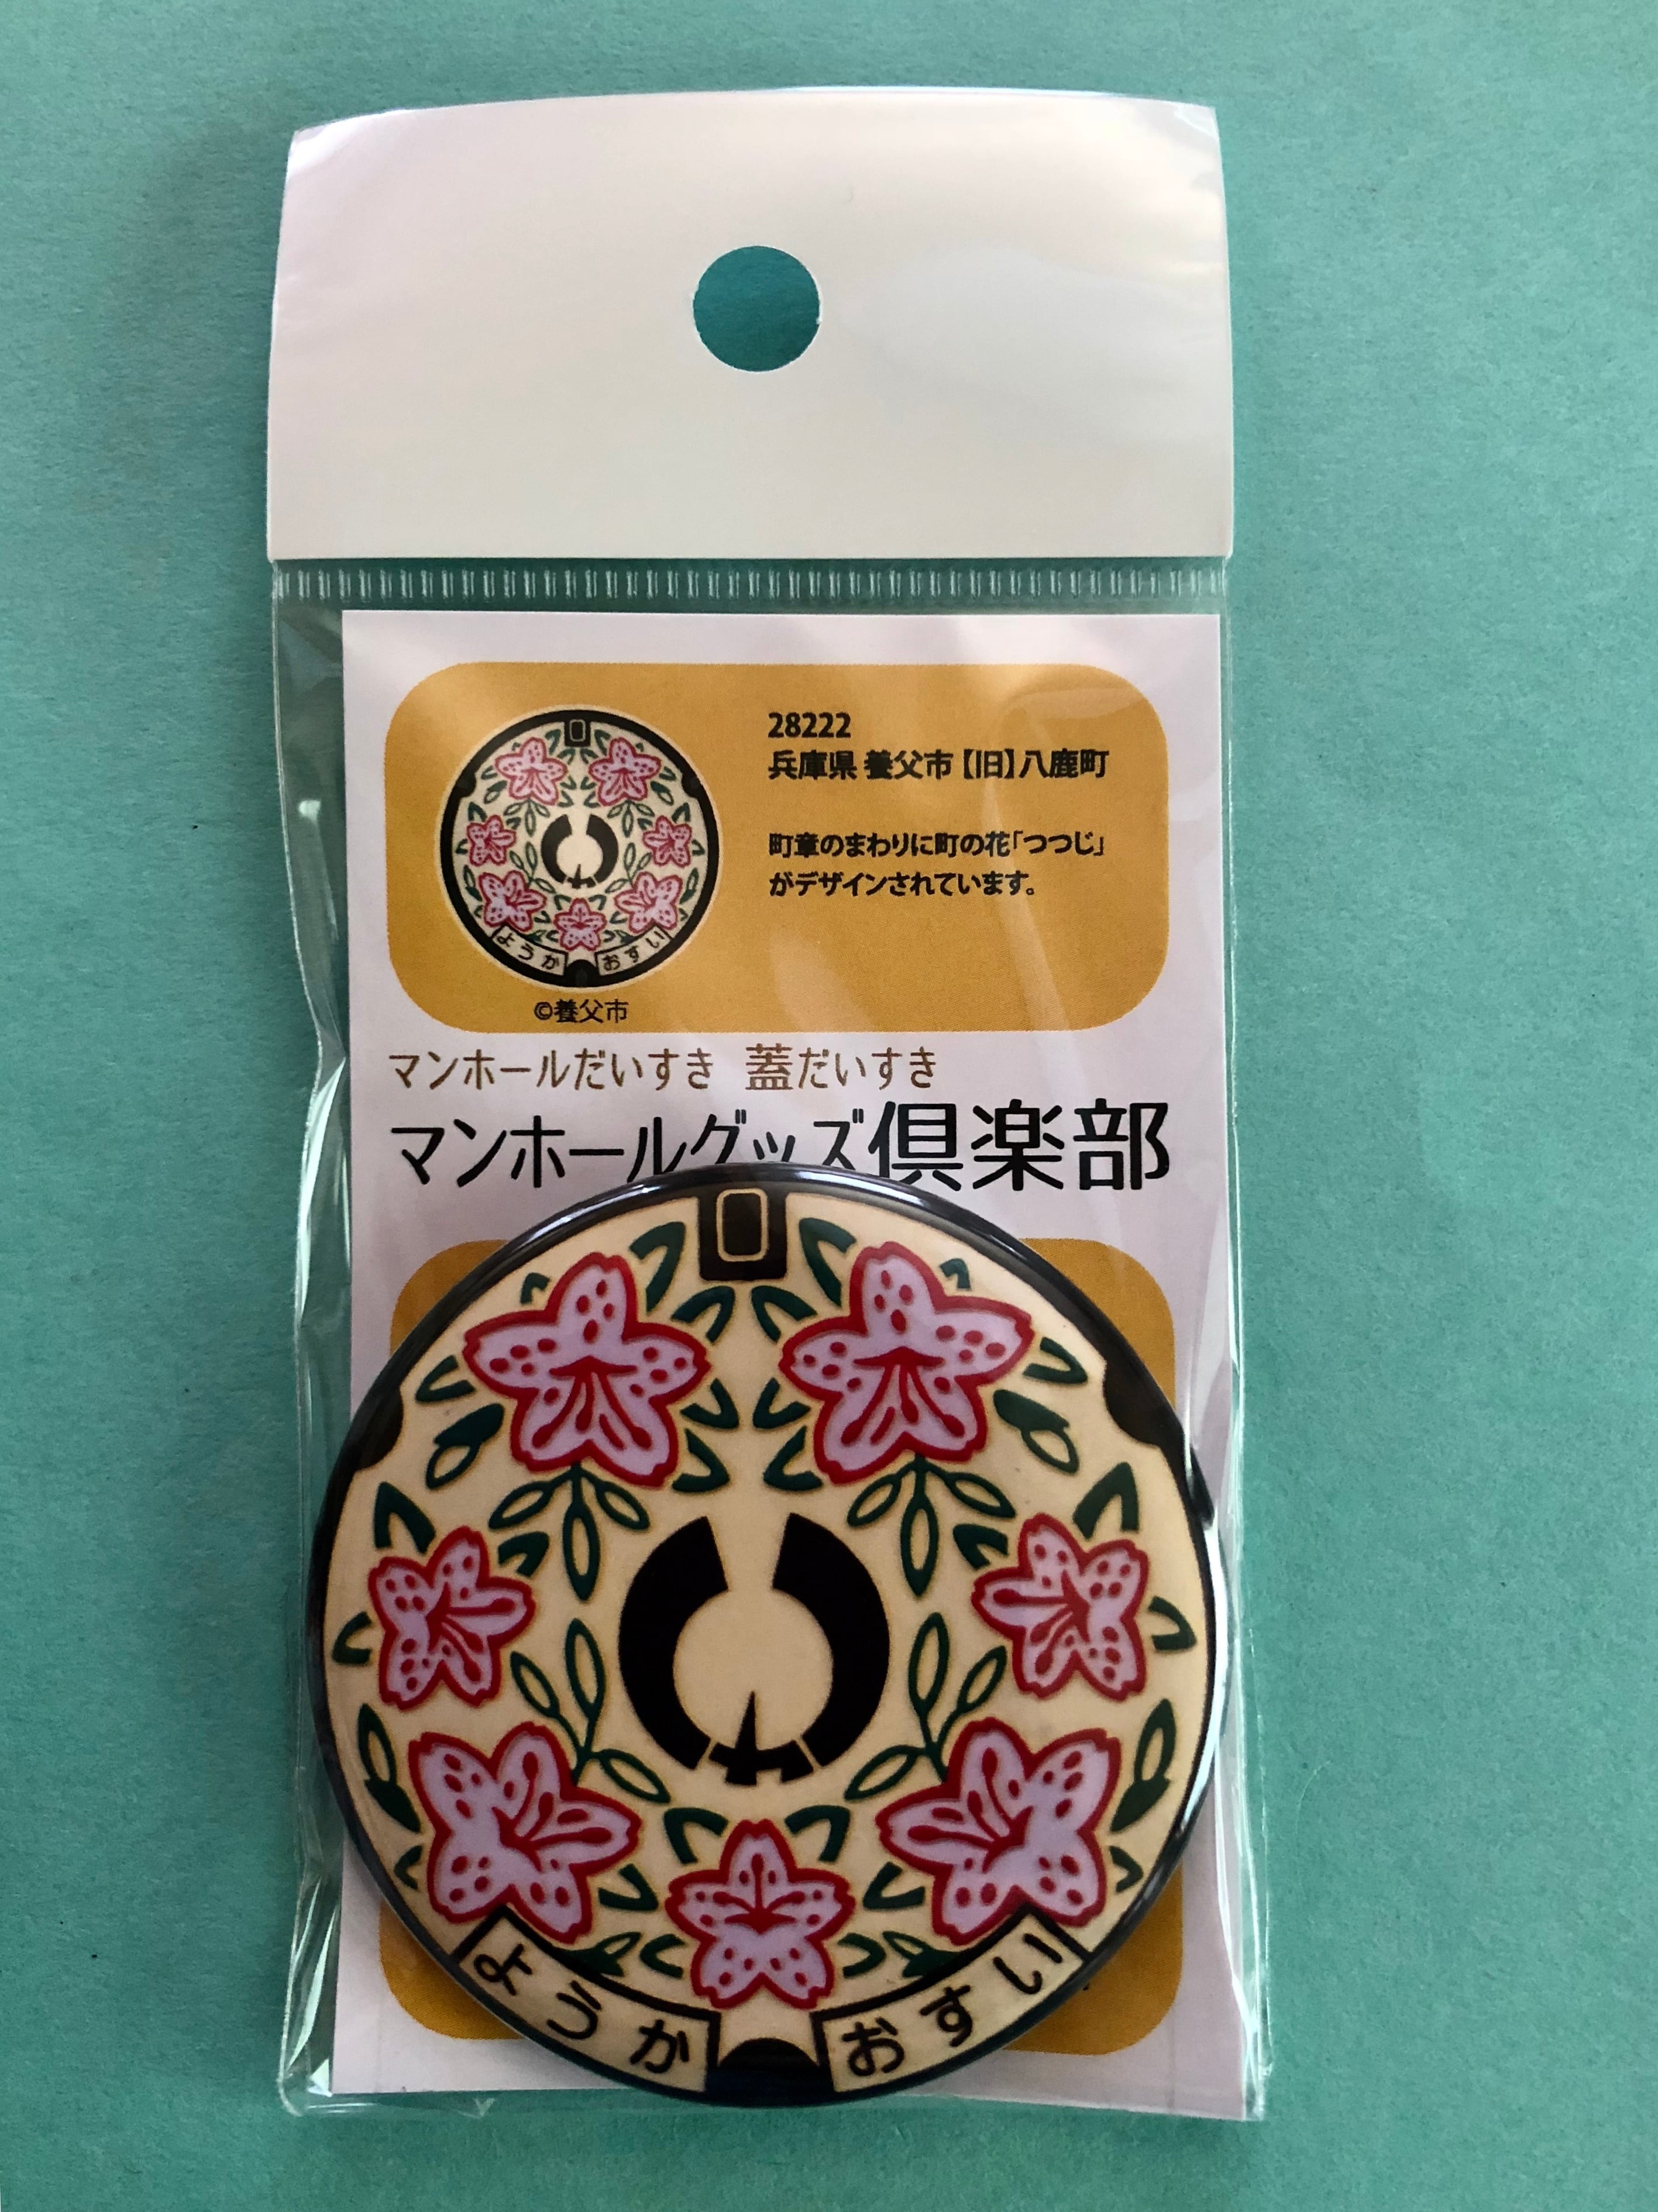 28222
兵庫県 養父市【旧】八鹿町
町章のまわりに町の花「つつじ」
がデザインされています。
ようか おすい
©養父市
マンホールだいすき 蓋だいすき
マンホールグッズ倶楽部
ようか おすい